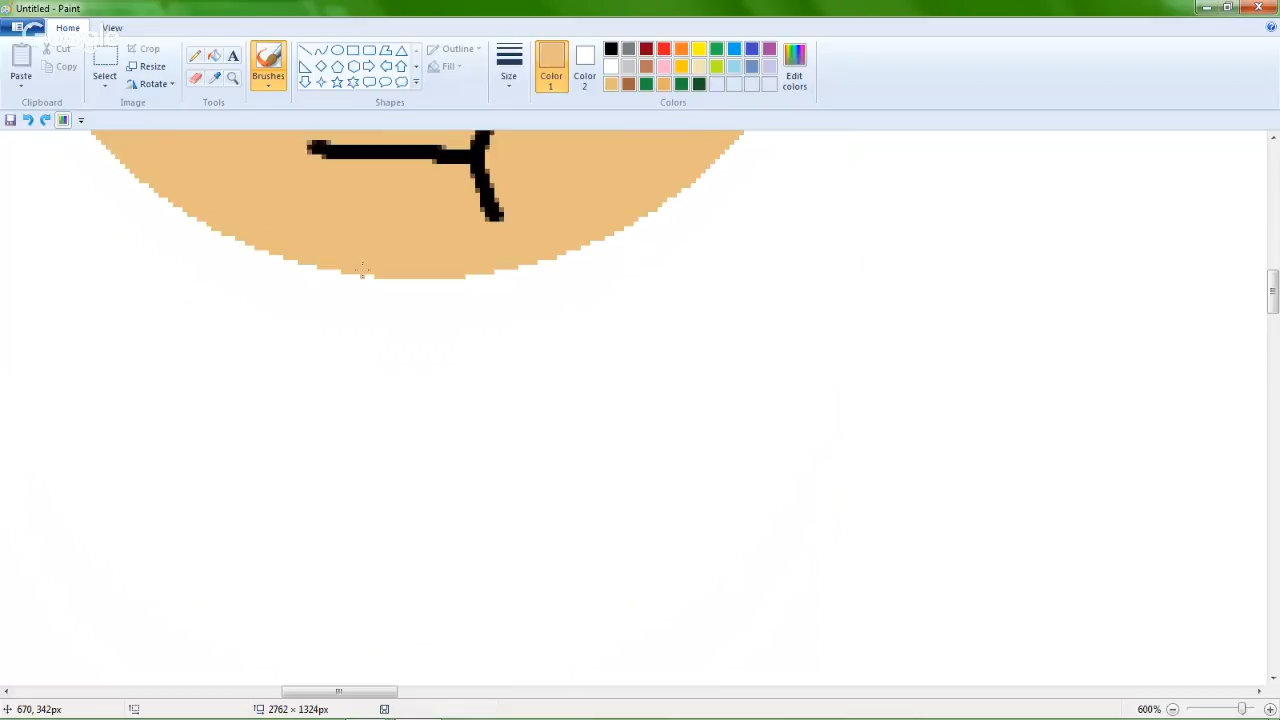 Untitled - Paint
Home View
Cut
Copy
Paste
Clipboard
Select
Crop
Resize
Rotate
Image
Tools
Brushes
Outline
Fill
Shapes
Size
Color
1
Color
2
Edit
colors
Colors
670, 342px
2762 × 1324px
600%